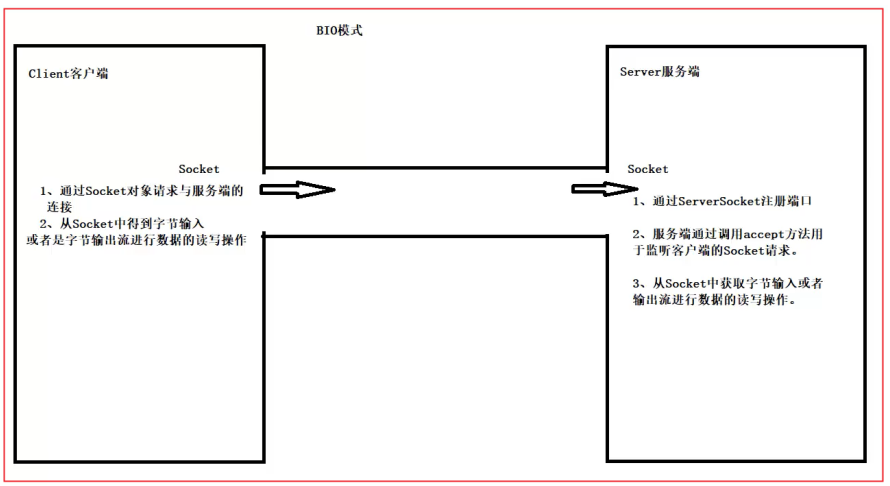 BIO模式
Client客户端
Socket
1、通过Socket对象请求与服务端的
连接
2、从Socket中得到字节输入
或者是字节输出流进行数据的读写操作
Server服务端
Socket
1、通过ServerSocket注册端口
2、服务端通过调用accept方法用
于监听客户端的Socket请求。
3、从Socket中获取字节输入或者
输出流进行数据的读写操作。